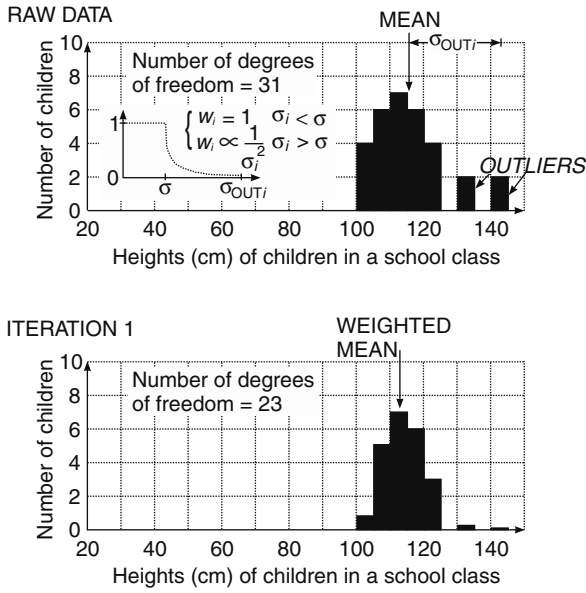 RAW DATA
MEAN
σOUTi
Number of children
10
8
6
4
2
0
Number of degrees
of freedom = 31
1
0
σ
σOUTi
{ wi = 1, σi < σ
wi ∝ 1/σi² σi > σ
OUTLIERS
20 40 60 80 100 120 140
Heights (cm) of children in a school class
ITERATION 1
WEIGHTED
MEAN
Number of children
10
8
6
4
2
0
Number of degrees
of freedom = 23
20 40 60 80 100 120 140
Heights (cm) of children in a school class